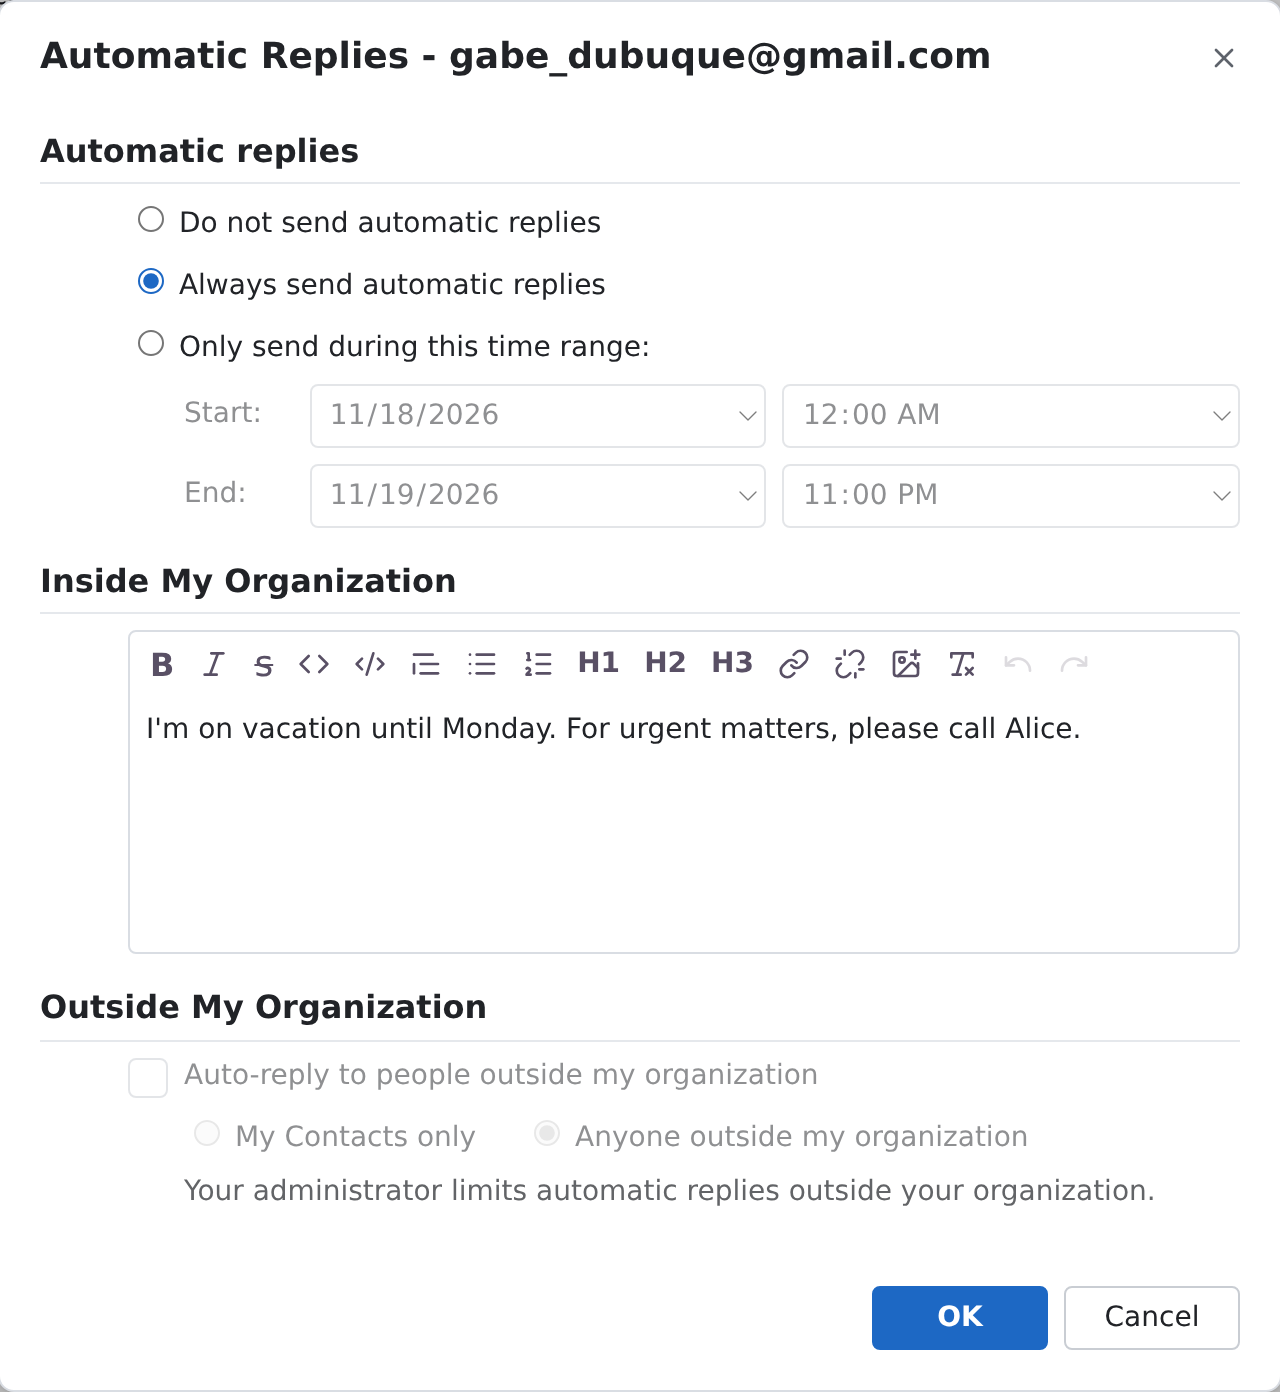 Automatic Replies - gabe_dubuque@gmail.com
Automatic replies
Do not send automatic replies
Always send automatic replies
Only send during this time range:
Start: 11/18/2026 12:00 AM
End: 11/19/2026 11:00 PM
Inside My Organization
B I S H1 H2 H3
I'm on vacation until Monday. For urgent matters, please call Alice.
Outside My Organization
Auto-reply to people outside my organization
My Contacts only Anyone outside my organization
Your administrator limits automatic replies outside your organization.
OK Cancel